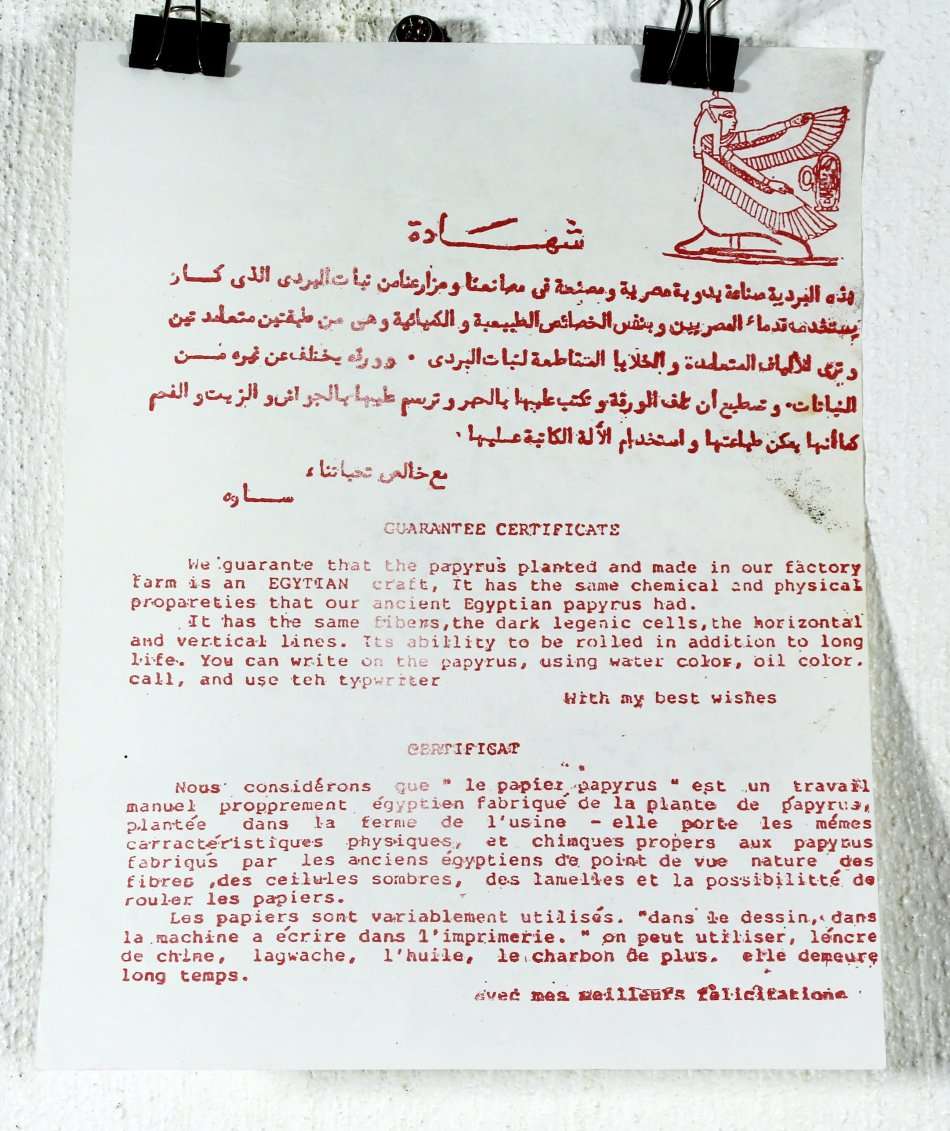 شهادة
هذه البردية صناعة يدوية مصرية ومصنعة فى مصانعنا ومزارعنا من نبات البردى الذى كان
يستخدمه قدماء المصريين وبنفس الخصائص الطبيعية و الكيمائية وهى من طبقتين متعامدتين
و ترى الألياف المتعامدة و الخلايا المتقاطعة لنبات البردى . وورقه يختلف عن غيره مــن
النباتات. و تستطيع أن تلف الورقة و تكتب عليها بالحبر و ترسم عليها بالجواش و الزيت و الفحم
كما أنها يمكن طباعتها و استخدام الألة الكاتبة عليها .
مع خالص تحياتنا ،
ســاره
GUARANTEE CERTIFICATE
We guarante that the papyrus planted and made in our factory
farm is an EGYTIAN craft, It has the same chemical and physical
propareties that our ancient Egyptian papyrus had.
It has the same fibers,the dark legenic cells,the horizontal
and vertical lines. Its abillity to be rolled in addition to long
life. You can write on the papyrus, using water color, oil color.
call, and use teh typwriter
With my best wishes
CERTIFICAT
Nous considérons que " le papier papyrus " est un travail
manuel propprement égyptien fabriqué de la plante de papyrus,
plantée dans la ferme de l'usine - elle porte les mémes
carractéristiques physiques, et chimques propers aux papyrus
fabriqus par les anciens égyptiens de point de vue nature des
fibres ,des cellules sombres, des lamelles et la possibilitté de
rouler les papiers.
Les papiers sont variablement utilisés. "dans le dessin, dans
la machine a écrire dans l'imprimerie. " on peut utiliser, léncre
de chine, lagwache, l'huile, le charbon de plus. elle demeure
long temps.
avec mes meilleurs félicitations